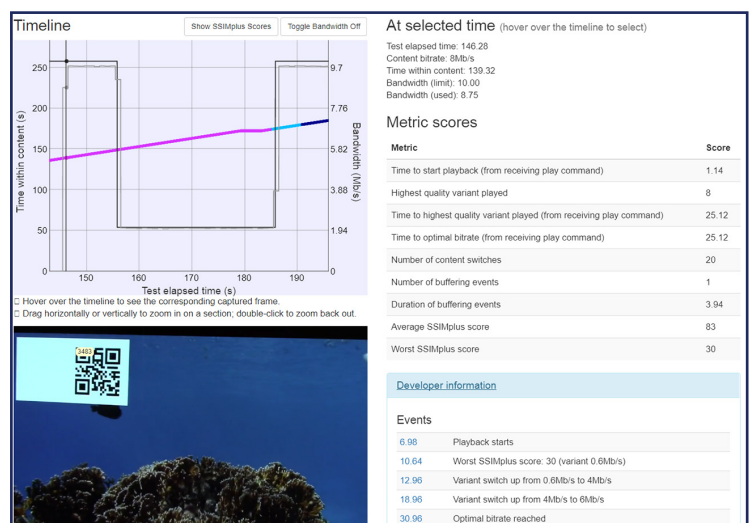 Timeline
Show SSIMplus Scores
Toggle Bandwidth Off
250
200
150
100
50
0
Time within content (s)
9.7
7.76
5.82
3.88
1.94
0
Bandwidth (Mb/s)
150
160
170
180
190
Test elapsed time (s)
Hover over the timeline to see the corresponding captured frame.
Drag horizontally or vertically to zoom in on a section; double-click to zoom back out.
3483
At selected time (hover over the timeline to select)
Test elapsed time: 146.28
Content bitrate: 8Mb/s
Time within content: 139.32
Bandwidth (limit): 10.00
Bandwidth (used): 8.75
Metric scores
Metric Score
Time to start playback (from receiving play command) 1.14
Highest quality variant played 8
Time to highest quality variant played (from receiving play command) 25.12
Time to optimal bitrate (from receiving play command) 25.12
Number of content switches 20
Number of buffering events 1
Duration of buffering events 3.94
Average SSIMplus score 83
Worst SSIMplus score 30
Developer information
Events
6.98 Playback starts
10.64 Worst SSIMplus score: 30 (variant 0.6Mb/s)
12.96 Variant switch up from 0.6Mb/s to 4Mb/s
18.96 Variant switch up from 4Mb/s to 6Mb/s
30.96 Optimal bitrate reached